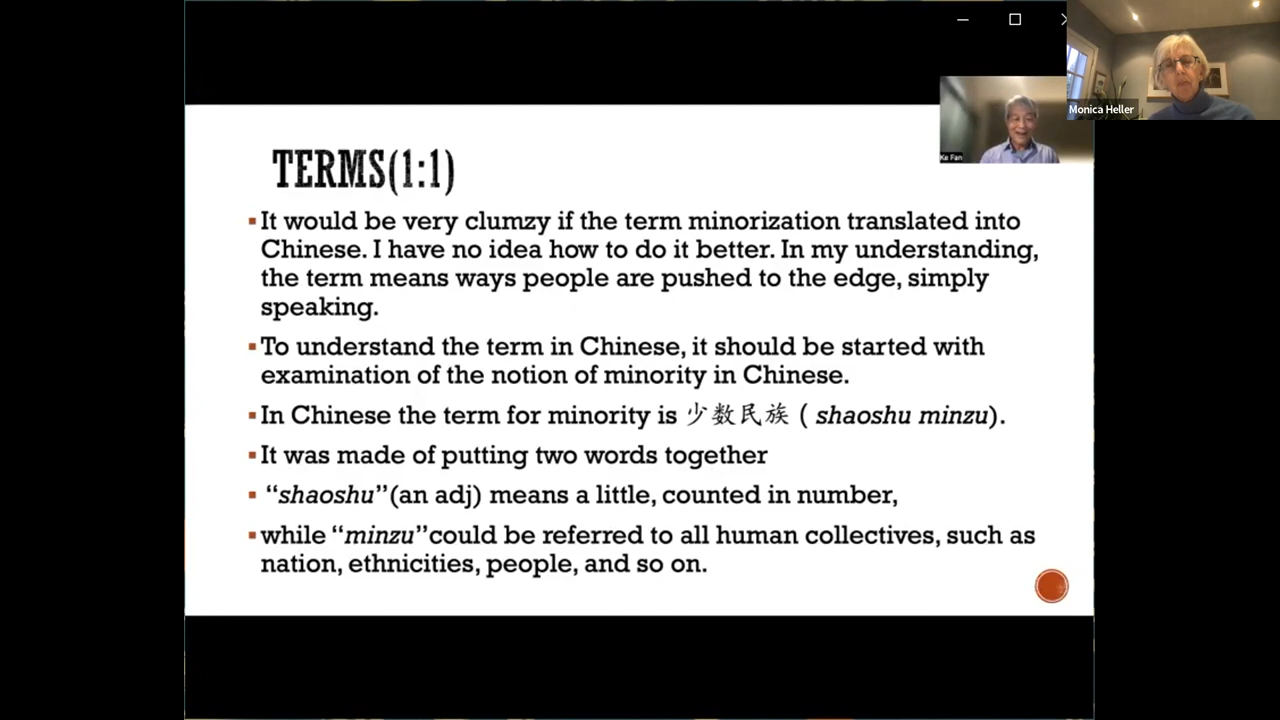 Monica Heller
Ke Fan
TERMS(1:1)
▪It would be very clumzy if the term minorization translated into
Chinese. I have no idea how to do it better. In my understanding,
the term means ways people are pushed to the edge, simply
speaking.
▪To understand the term in Chinese, it should be started with
examination of the notion of minority in Chinese.
▪In Chinese the term for minority is 少数民族 ( shaoshu minzu).
▪It was made of putting two words together
▪ “shaoshu”(an adj) means a little, counted in number,
▪while “minzu”could be referred to all human collectives, such as
nation, ethnicities, people, and so on.